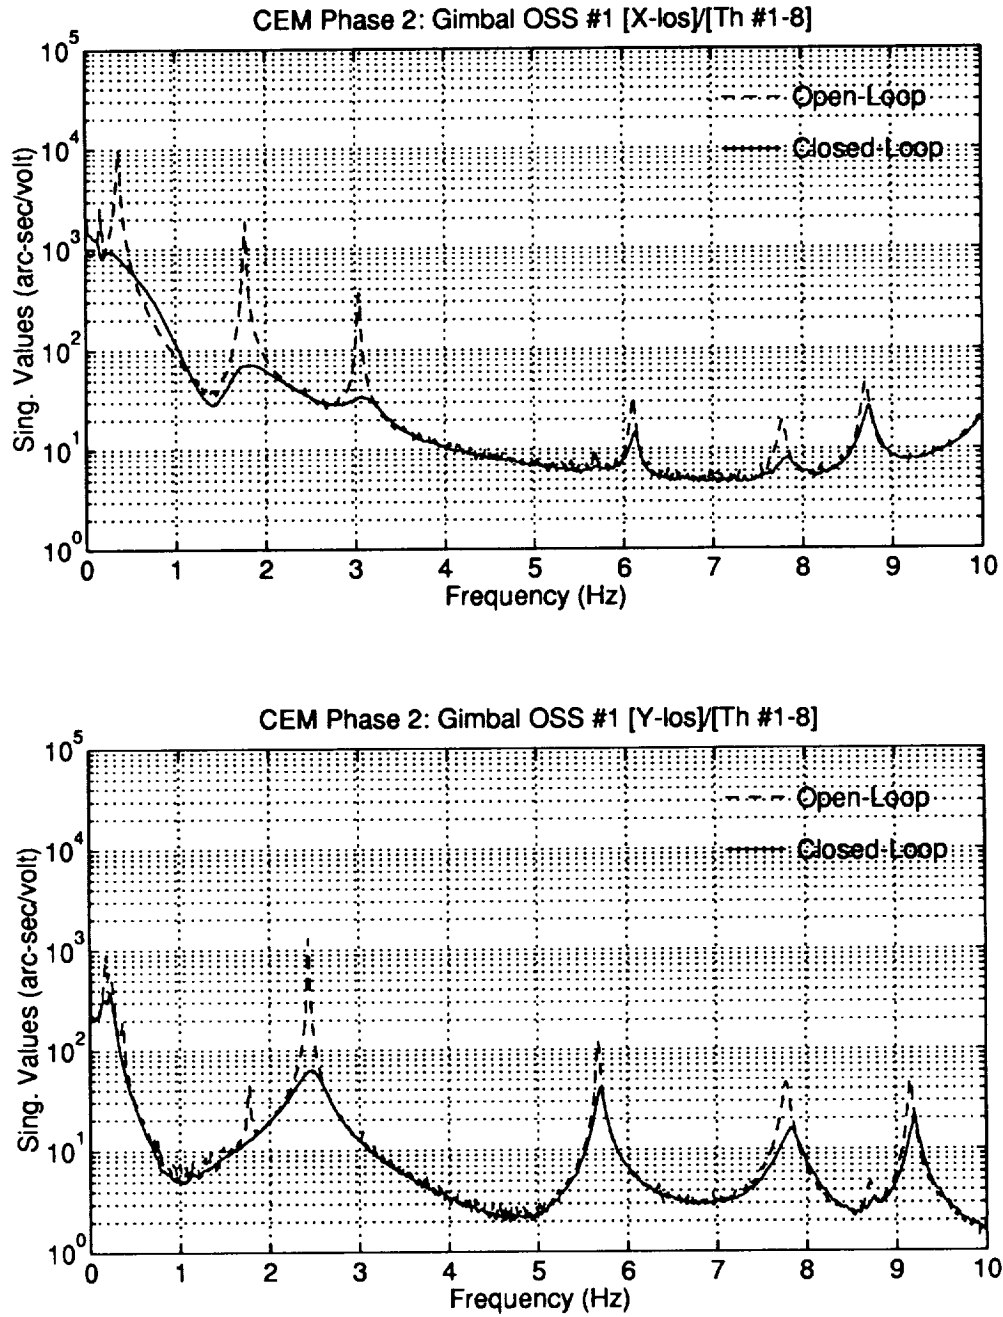 CEM Phase 2: Gimbal OSS #1 [X-los]/[Th #1-8]
10^5
10^4
10^3
10^2
10^1
10^0
Sing. Values (arc-sec/volt)
Open-Loop
Closed-Loop
0 1 2 3 4 5 6 7 8 9 10
Frequency (Hz)
CEM Phase 2: Gimbal OSS #1 [Y-los]/[Th #1-8]
10^5
10^4
10^3
10^2
10^1
10^0
Sing. Values (arc-sec/volt)
Open-Loop
Closed-Loop
0 1 2 3 4 5 6 7 8 9 10
Frequency (Hz)